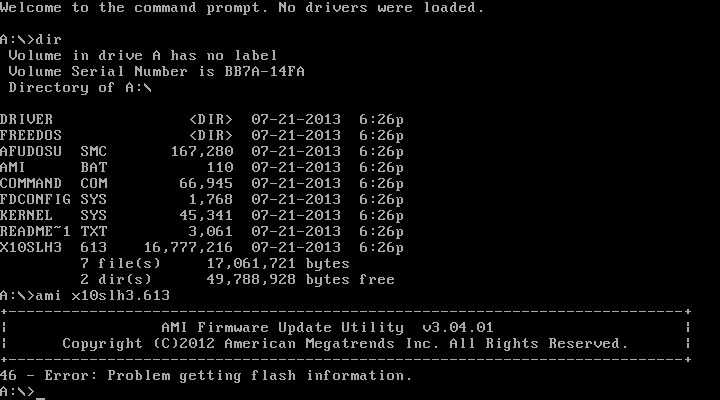 Welcome to the command prompt. No drivers were loaded.
A:\>dir
 Volume in drive A has no label
 Volume Serial Number is BB7A-14FA
 Directory of A:\
DRIVER               <DIR>  07-21-2013  6:26p
FREEDOS              <DIR>  07-21-2013  6:26p
AFUDOSU  SMC       167,280  07-21-2013  6:26p
AMI      BAT           110  07-21-2013  6:26p
COMMAND  COM        66,945  07-21-2013  6:26p
FDCONFIG SYS         1,768  07-21-2013  6:26p
KERNEL   SYS        45,341  07-21-2013  6:26p
README~1 TXT         3,061  07-21-2013  6:26p
X10SLH3  613    16,777,216  07-21-2013  6:26p
         7 file(s)     17,061,721 bytes
         2 dir(s)      49,788,928 bytes free
A:\>ami x10slh3.613
+---------------------------------------------------------------------------+
¦                 AMI Firmware Update Utility  v3.04.01                     ¦
¦      Copyright (C)2012 American Megatrends Inc. All Rights Reserved.      ¦
+---------------------------------------------------------------------------+
46 - Error: Problem getting flash information.
A:\>_